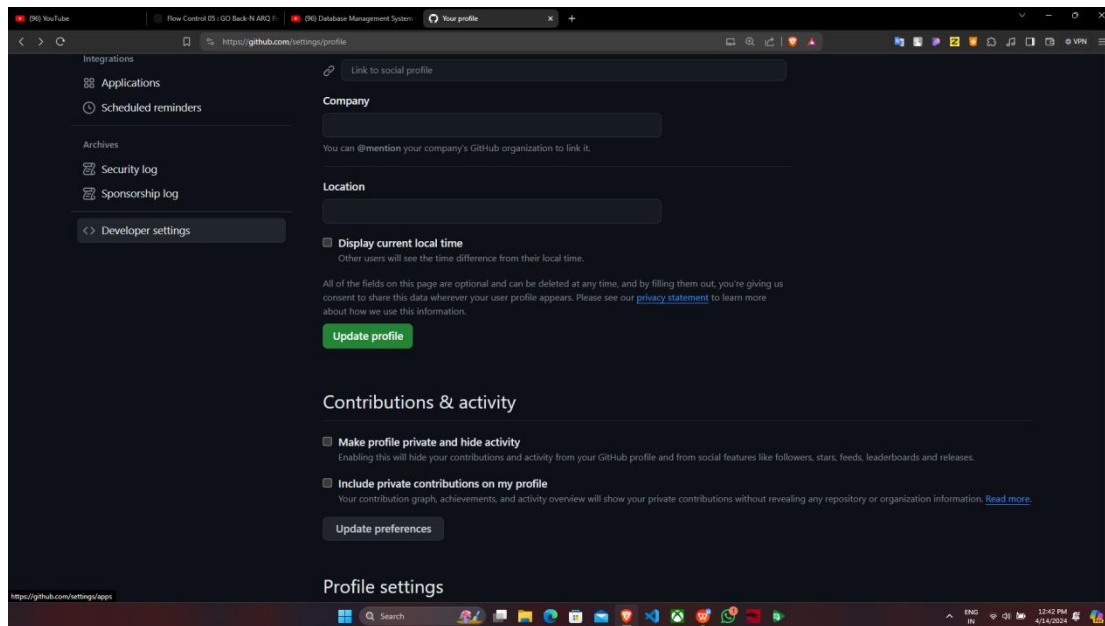 (96) YouTube
Flow Control 05 : GO Back-N ARQ Fr
(96) Database Management System
Your profile
https://github.com/settings/profile
VPN
Integrations
Applications
Scheduled reminders
Archives
Security log
Sponsorship log
Developer settings
Link to social profile
Company
You can @mention your company's GitHub organization to link it.
Location
Display current local time
Other users will see the time difference from their local time.
All of the fields on this page are optional and can be deleted at any time, and by filling them out, you're giving us
consent to share this data wherever your user profile appears. Please see our privacy statement to learn more
about how we use this information.
Update profile
Contributions & activity
Make profile private and hide activity
Enabling this will hide your contributions and activity from your GitHub profile and from social features like followers, stars, feeds, leaderboards and releases.
Include private contributions on my profile
Your contribution graph, achievements, and activity overview will show your private contributions without revealing any repository or organization information. Read more.
Update preferences
Profile settings
https://github.com/settings/apps
Search
ENG
IN
12:42 PM
4/14/2024